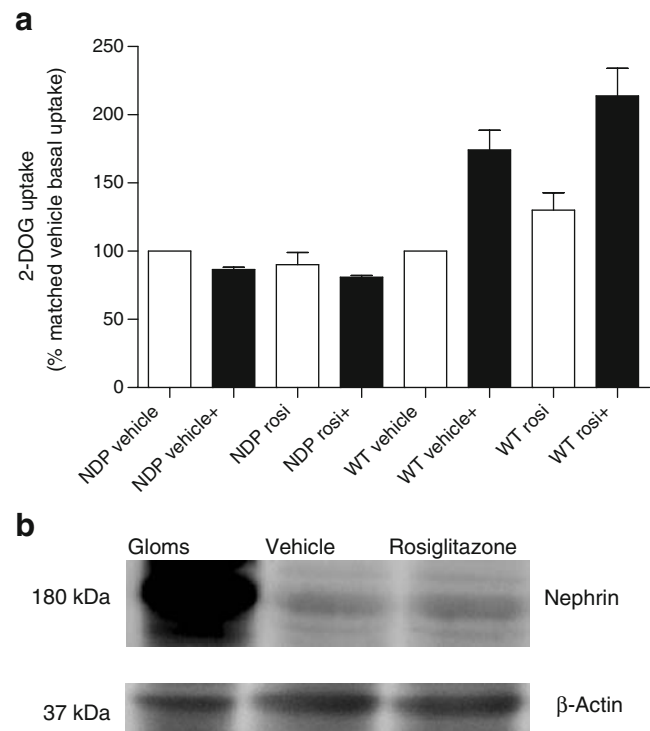 a
2-DOG uptake
(% matched vehicle basal uptake)
250
200
150
100
50
0
NDP vehicle
NDP vehicle+
NDP rosi
NDP rosi+
WT vehicle
WT vehicle+
WT rosi
WT rosi+
b
Gloms Vehicle Rosiglitazone
180 kDa Nephrin
37 kDa β-Actin